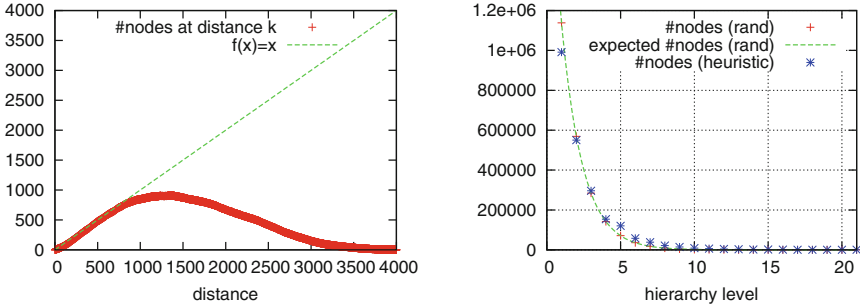 #nodes at distance k
f(x)=x
4000
3500
3000
2500
2000
1500
1000
500
0
0 500 1000 1500 2000 2500 3000 3500 4000
distance
#nodes (rand)
expected #nodes (rand)
#nodes (heuristic)
1.2e+06
1e+06
800000
600000
400000
200000
0
0 5 10 15 20
hierarchy level